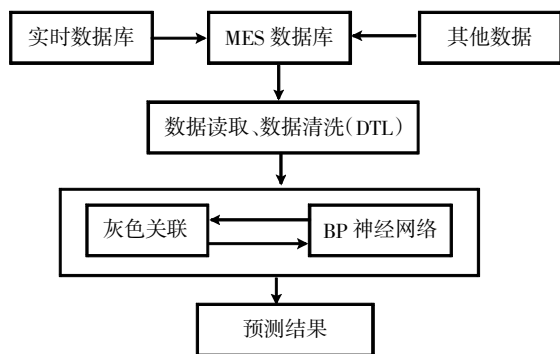 实时数据库
MES 数据库
其他数据
数据读取、数据清洗(DTL)
灰色关联
BP 神经网络
预测结果